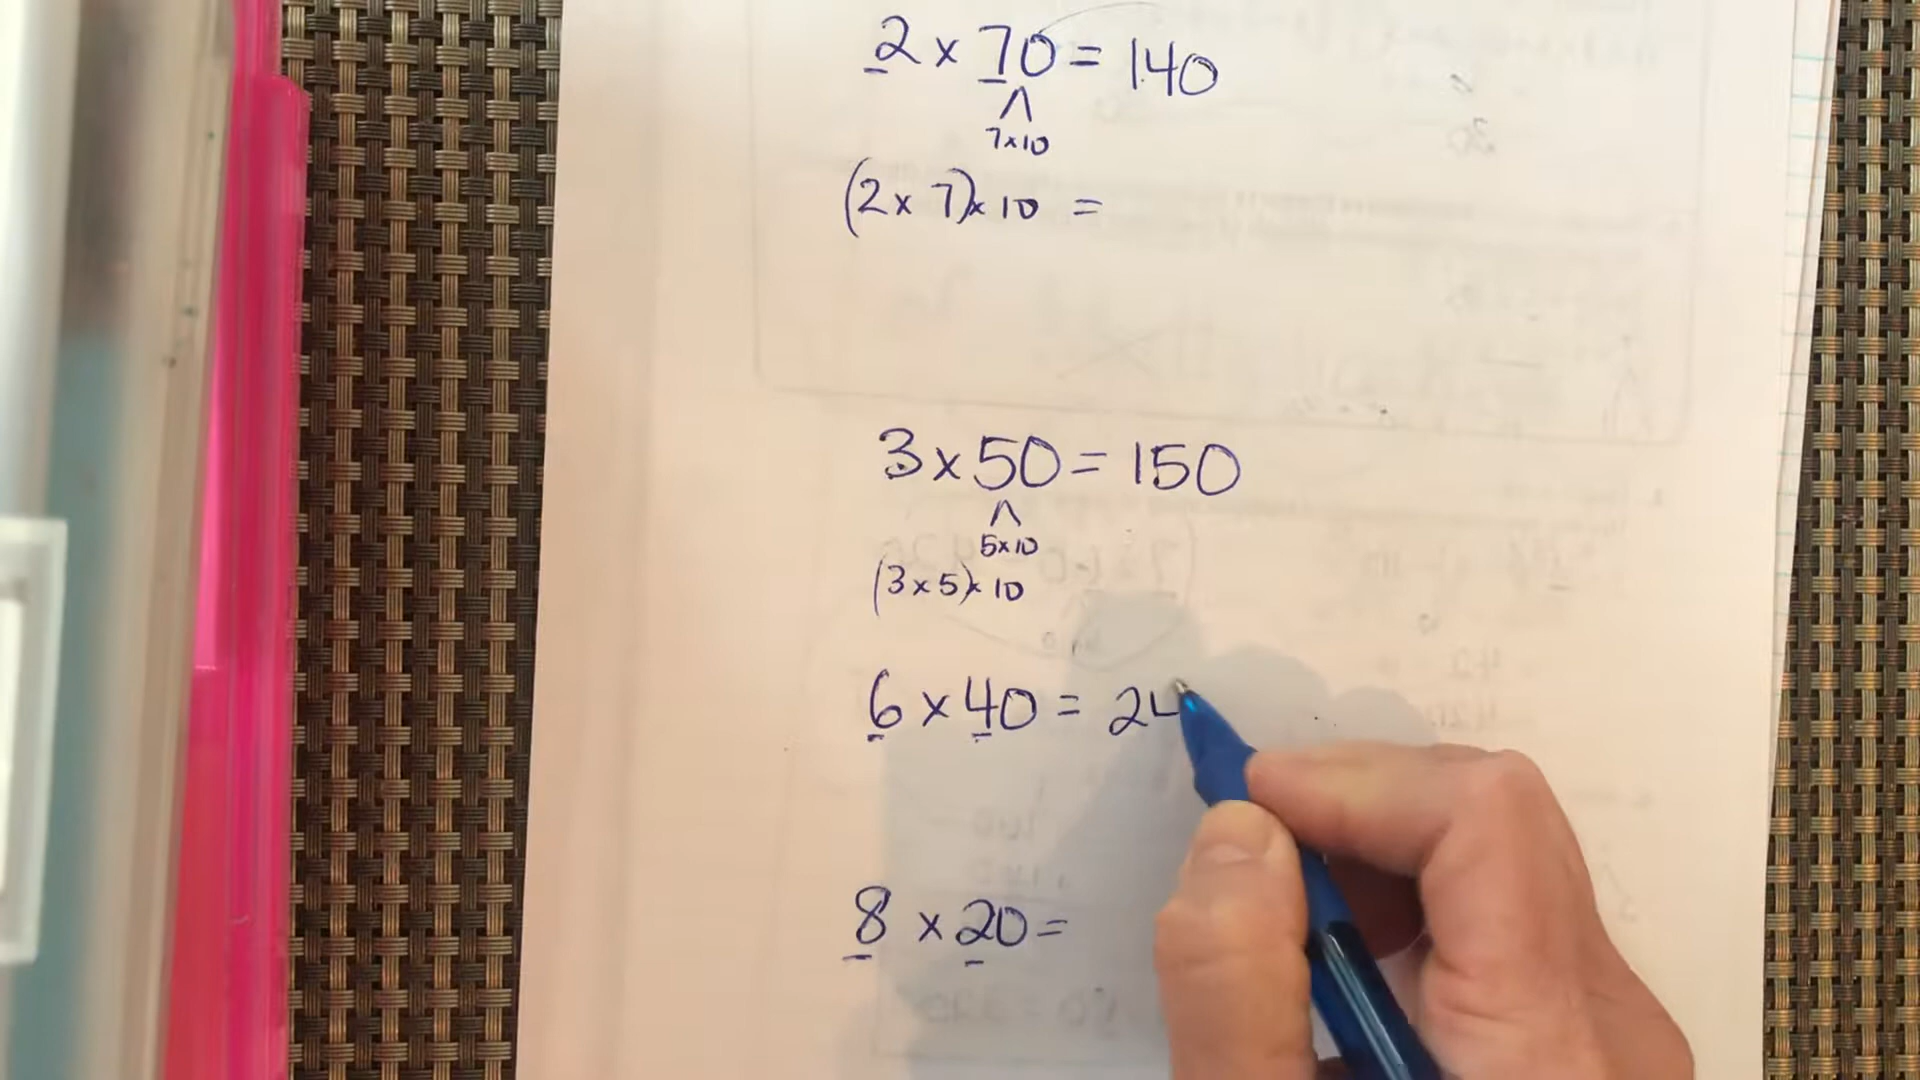 2 x 70 = 140
7x10
(2 x 7)x 10 =
3 x 50 = 150
5x10
(3 x 5)x 10
6 x 40 = 24
8 x 20 =